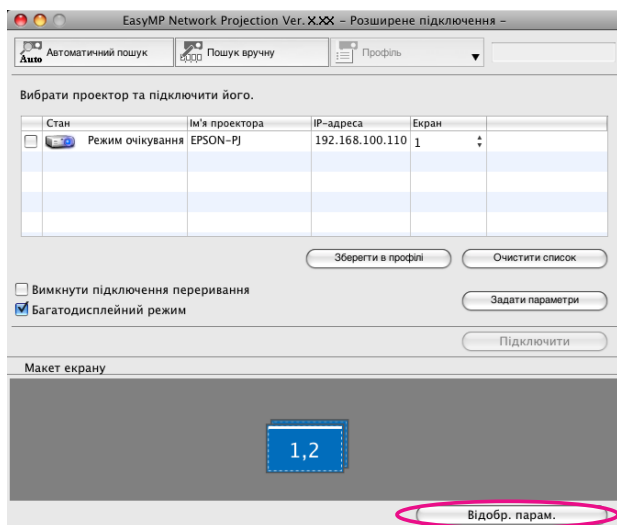 EasyMP Network Projection Ver.X.XX – Розширене підключення –
Auto Автоматичний пошук Пошук вручну Профіль
Вибрати проектор та підключити його.
Стан Ім'я проектора IP-адреса Екран
Режим очікування EPSON-PJ 192.168.100.110 1
Зберегти в профілі Очистити список
Вимкнути підключення переривання
Багатодисплейний режим
Задати параметри
Підключити
Макет екрану
1,2
Відобр. парам.